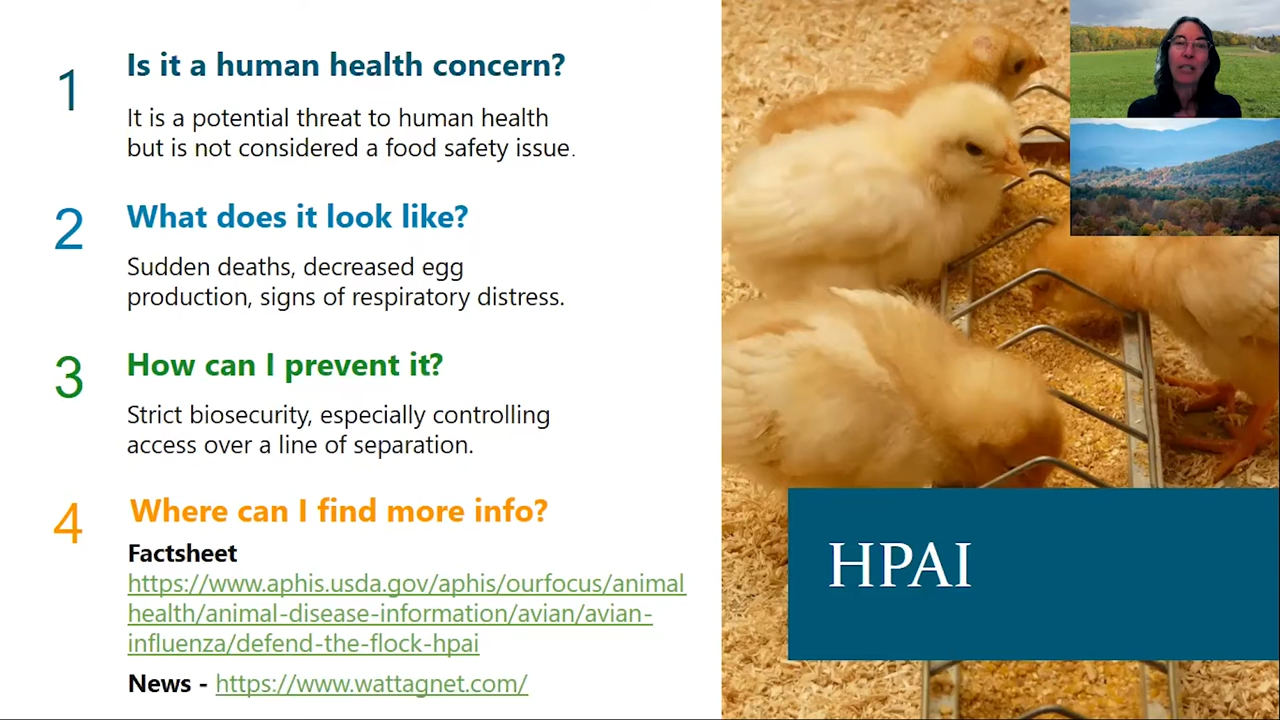 1
Is it a human health concern?
It is a potential threat to human health
but is not considered a food safety issue.
2
What does it look like?
Sudden deaths, decreased egg
production, signs of respiratory distress.
3
How can I prevent it?
Strict biosecurity, especially controlling
access over a line of separation.
4
Where can I find more info?
Factsheet
https://www.aphis.usda.gov/aphis/ourfocus/animal
health/animal-disease-information/avian/avian-
influenza/defend-the-flock-hpai
News - https://www.wattagnet.com/
HPAI